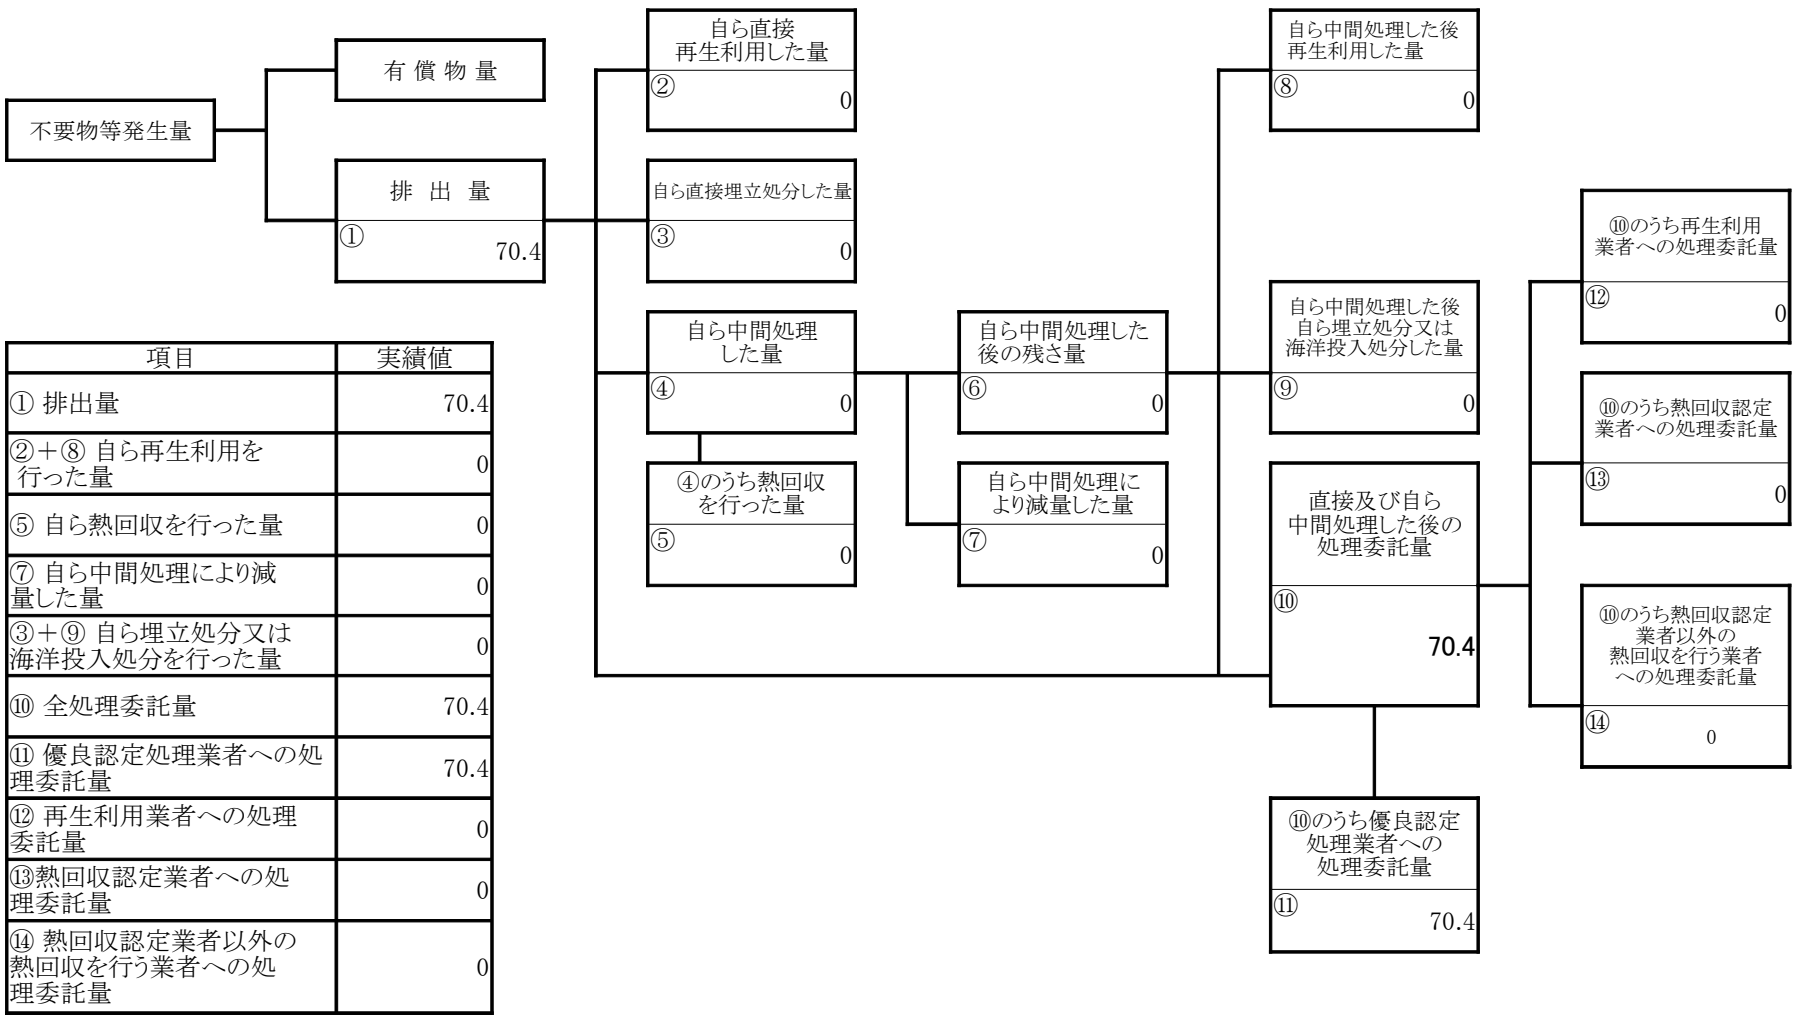 自ら直接
再生利用した量
②
0
自ら中間処理した後
再生利用した量
⑧
0
有 償 物 量
不要物等発生量
排 出 量
①
70.4
自ら直接埋立処分した量
③
0
⑩のうち再生利用
業者への処理委託量
⑫
0
自ら中間処理
した量
④
0
自ら中間処理した
後の残さ量
⑥
0
自ら中間処理した後
自ら埋立処分又は
海洋投入処分した量
⑨
0
⑩のうち熱回収認定
業者への処理委託量
⑬
0
④のうち熱回収
を行った量
⑤
0
自ら中間処理に
より減量した量
⑦
0
直接及び自ら
中間処理した後の
処理委託量
⑩
70.4
⑩のうち熱回収認定
業者以外の
熱回収を行う業者
への処理委託量
⑭
0
⑩のうち優良認定
処理業者への
処理委託量
⑪
70.4
項目 実績値
① 排出量 70.4
②＋⑧ 自ら再生利用を
行った量 0
⑤ 自ら熱回収を行った量 0
⑦ 自ら中間処理により減
量した量 0
③＋⑨ 自ら埋立処分又は
海洋投入処分を行った量 0
⑩ 全処理委託量 70.4
⑪ 優良認定処理業者への処
理委託量 70.4
⑫ 再生利用業者への処理
委託量 0
⑬熱回収認定業者への処
理委託量 0
⑭ 熱回収認定業者以外の
熱回収を行う業者への処
理委託量 0